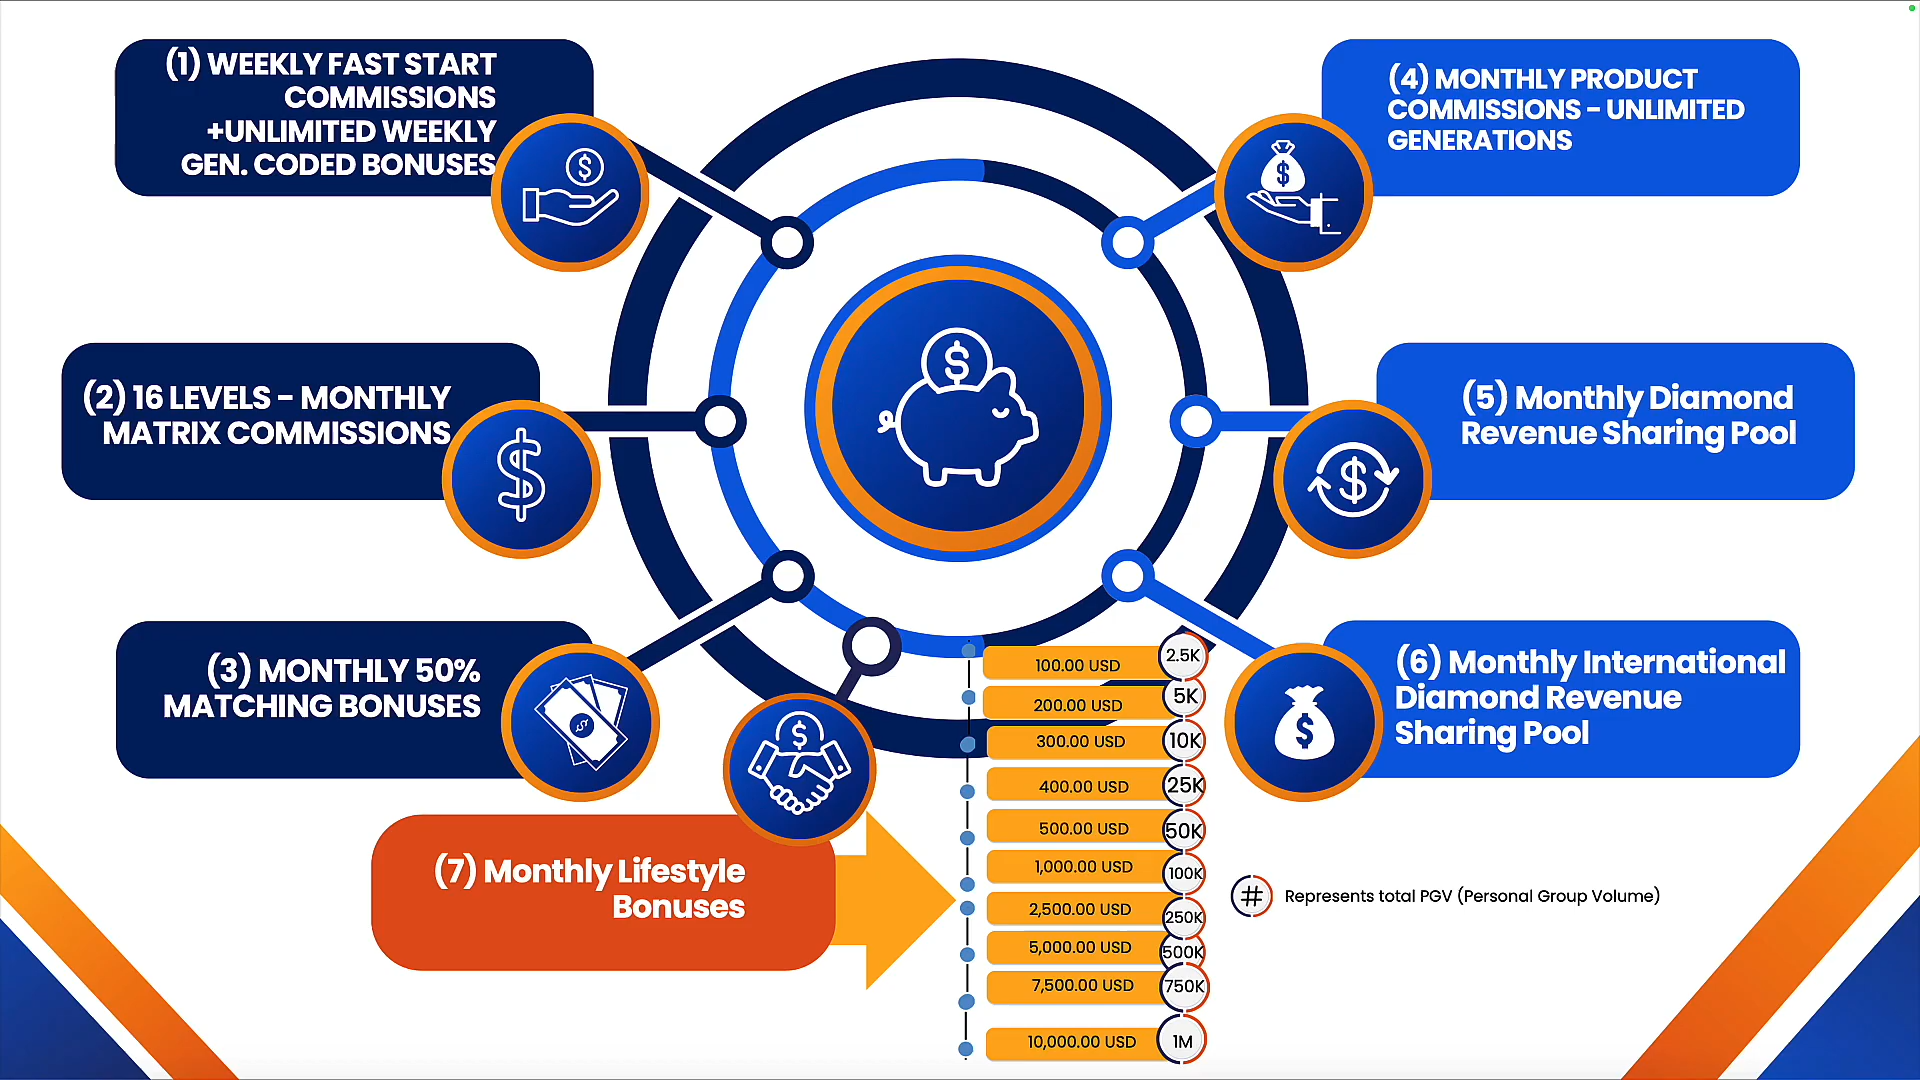 (1) WEEKLY FAST START
COMMISSIONS
+UNLIMITED WEEKLY
GEN. CODED BONUSES
(2) 16 LEVELS - MONTHLY
MATRIX COMMISSIONS
(3) MONTHLY 50%
MATCHING BONUSES
(4) MONTHLY PRODUCT
COMMISSIONS - UNLIMITED
GENERATIONS
(5) Monthly Diamond
Revenue Sharing Pool
(6) Monthly International
Diamond Revenue
Sharing Pool
(7) Monthly Lifestyle
Bonuses
100.00 USD 2.5K
200.00 USD 5K
300.00 USD 10K
400.00 USD 25K
500.00 USD 50K
1,000.00 USD 100K
2,500.00 USD 250K
5,000.00 USD 500K
7,500.00 USD 750K
10,000.00 USD 1M
# Represents total PGV (Personal Group Volume)